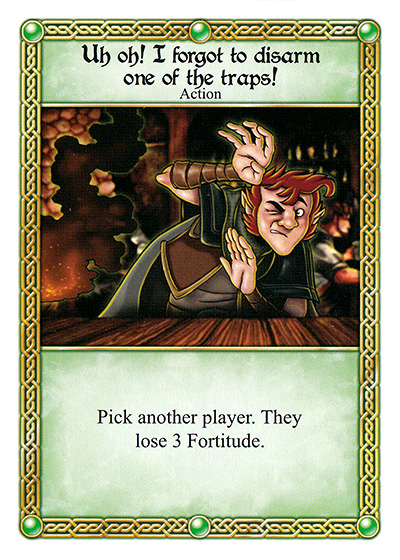 Uh oh! I forgot to disarm
one of the traps!
Action
Pick another player. They
lose 3 Fortitude.